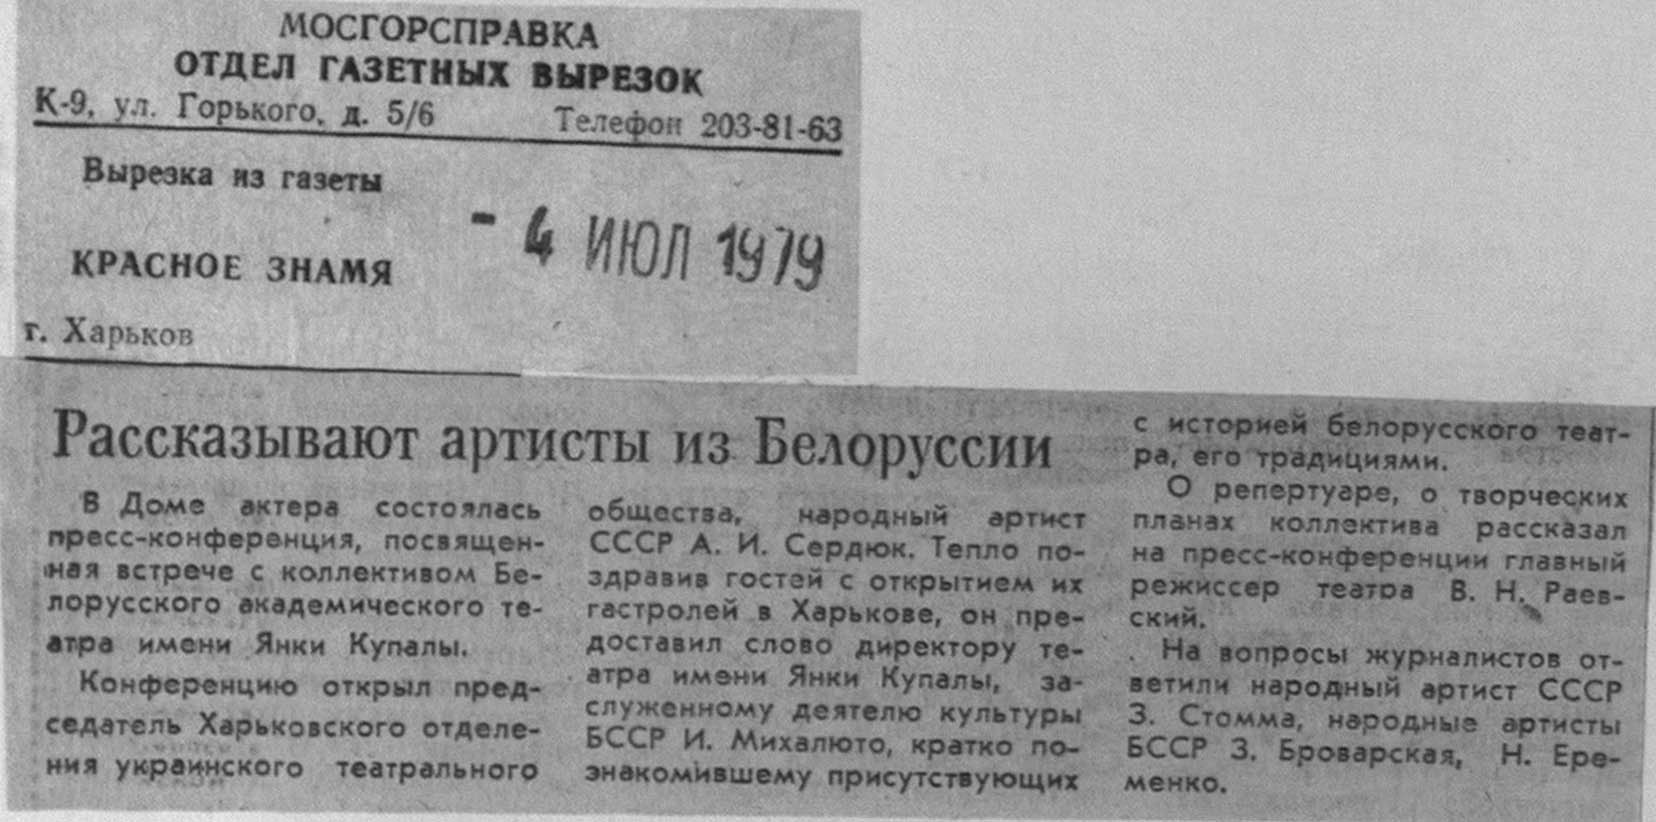 МОСГОРСПРАВКА
ОТДЕЛ ГАЗЕТНЫХ ВЫРЕЗОК
К-9, ул. Горького, д. 5/6 Телефон 203-81-63
Вырезка из газеты
- 4 ИЮЛ 1979
КРАСНОЕ ЗНАМЯ
г. Харьков
Рассказывают артисты из Белоруссии
В Доме актера состоялась
пресс-конференция, посвящен-
ная встрече с коллективом Бе-
лорусского академического те-
атра имени Янки Купалы.
Конференцию открыл пред-
седатель Харьковского отделе-
ния украинского театрального
общества, народный артист
СССР А. И. Сердюк. Тепло по-
здравив гостей с открытием их
гастролей в Харькове, он пре-
доставил слово директору те-
атра имени Янки Купалы, за-
служенному деятелю культуры
БССР И. Михалюто, кратко по-
знакомившему присутствующих
с историей белорусского теат-
ра, его традициями.
О репертуаре, о творческих
планах коллектива рассказал
на пресс-конференции главный
режиссер театра В. Н. Раев-
ский.
На вопросы журналистов от-
ветили народный артист СССР
З. Стомма, народные артисты
БССР З. Броварская, Н. Ере-
менко.